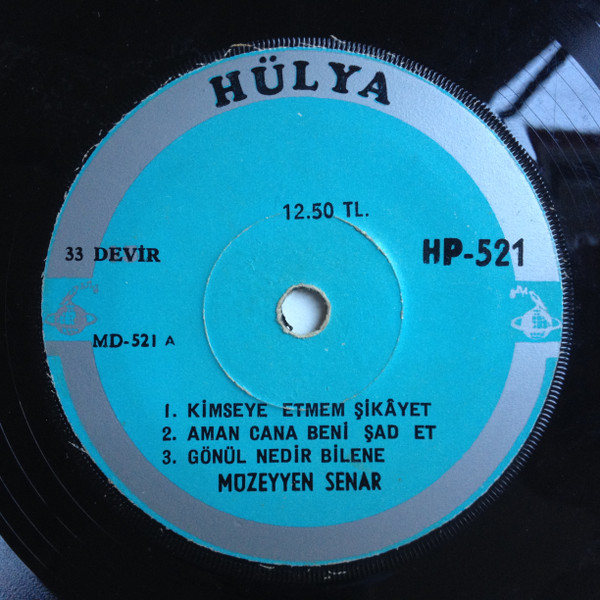 HÜLYA
12.50 TL.
33 DEVİR
HP-521
MD-521 A
1. KİMSEYE ETMEM ŞİKÂYET
2. AMAN CANA BENİ ŞAD ET
3. GÖNÜL NEDİR BİLENE
MÜZEYYEN SENAR